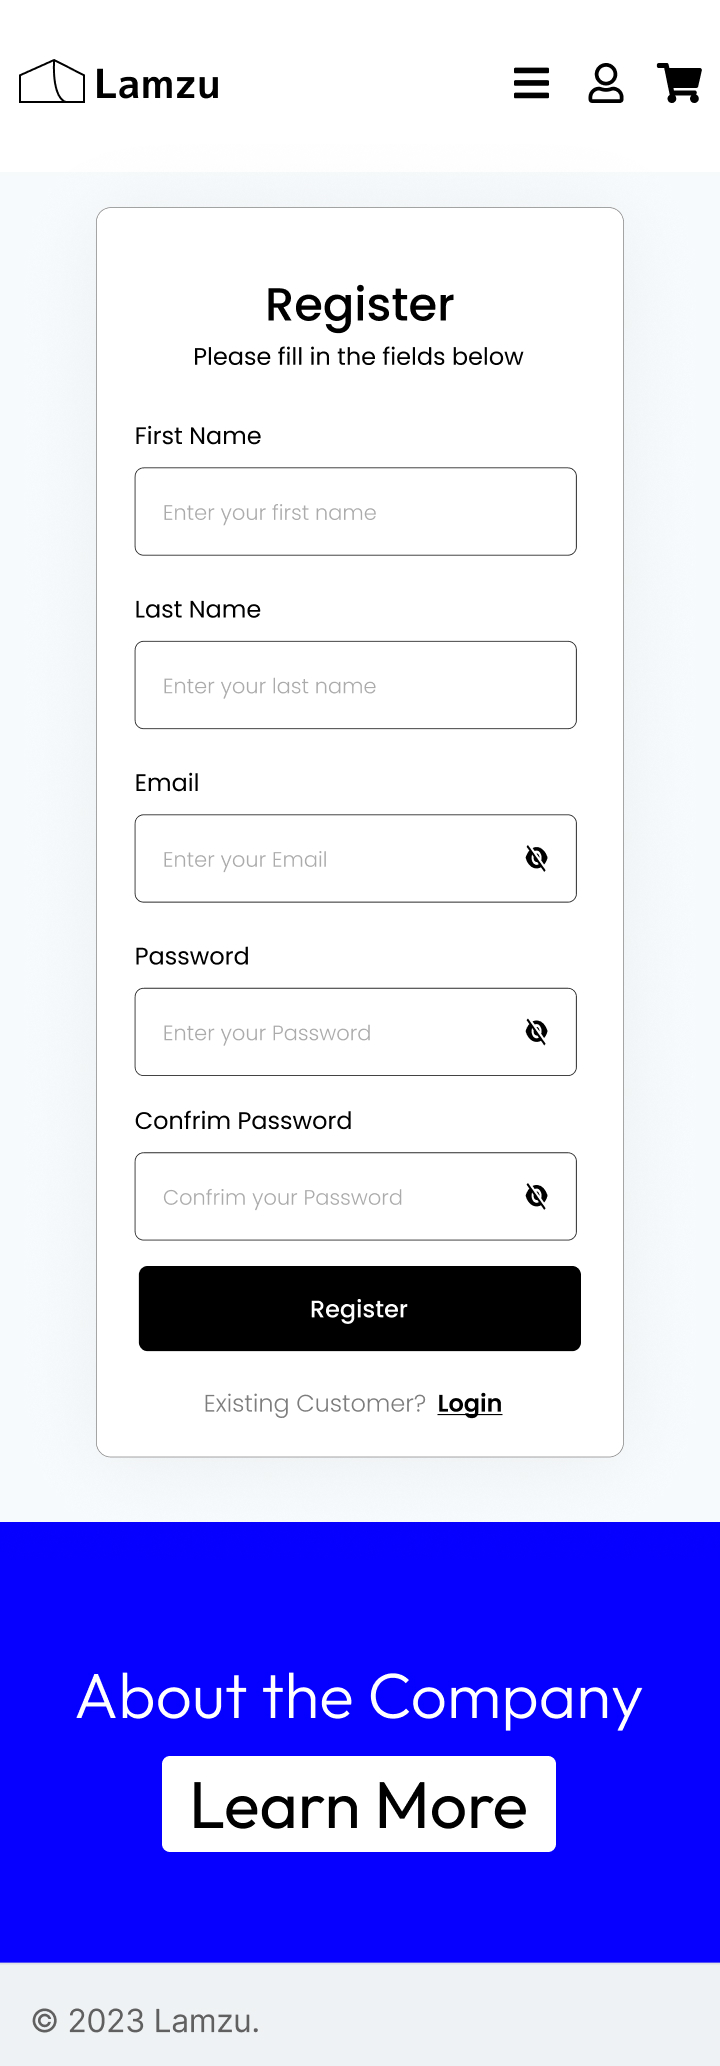 Lamzu
Register
Please fill in the fields below
First Name
Enter your first name
Last Name
Enter your last name
Email
Enter your Email
Password
Enter your Password
Confrim Password
Confrim your Password
Register
Existing Customer? Login
About the Company
Learn More
© 2023 Lamzu.